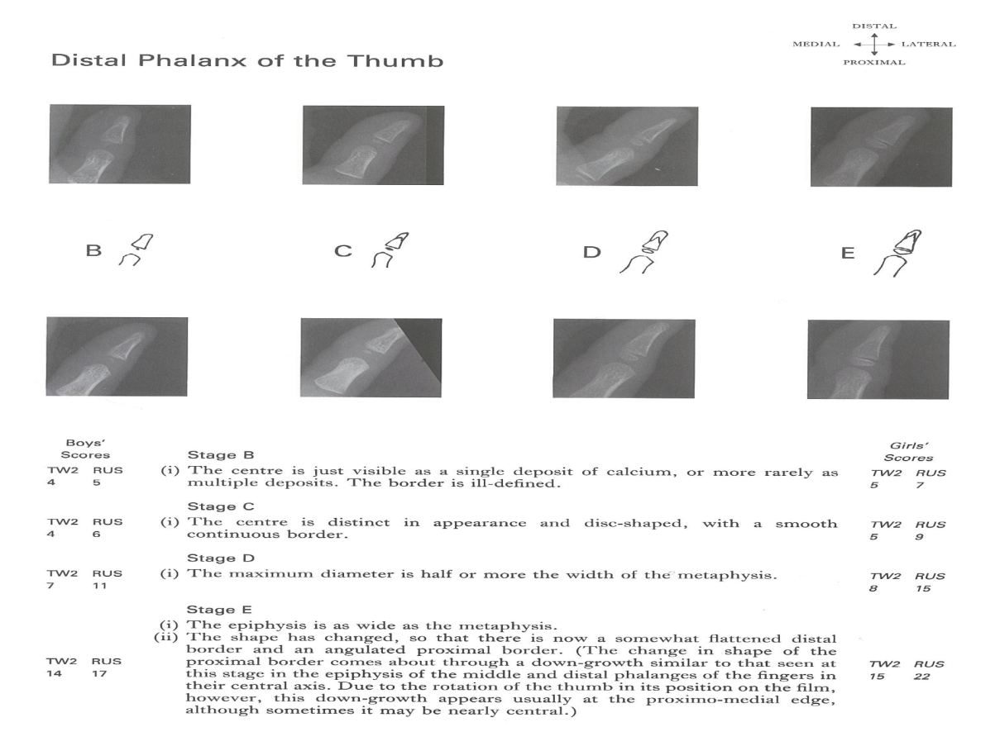 DISTAL
MEDIAL LATERAL
PROXIMAL
Distal Phalanx of the Thumb
B C D E
Boys'
Scores
Girls'
Scores
Stage B
TW2 RUS
4 5
(i) The centre is just visible as a single deposit of calcium, or more rarely as
multiple deposits. The border is ill-defined.
TW2 RUS
5 7
Stage C
TW2 RUS
4 6
(i) The centre is distinct in appearance and disc-shaped, with a smooth
continuous border.
TW2 RUS
5 9
Stage D
TW2 RUS
7 11
(i) The maximum diameter is half or more the width of the metaphysis.
TW2 RUS
8 15
Stage E
(i) The epiphysis is as wide as the metaphysis.
(ii) The shape has changed, so that there is now a somewhat flattened distal
border and an angulated proximal border. (The change in shape of the
proximal border comes about through a down-growth similar to that seen at
this stage in the epiphysis of the middle and distal phalanges of the fingers in
their central axis. Due to the rotation of the thumb in its position on the film,
however, this down-growth appears usually at the proximo-medial edge,
although sometimes it may be nearly central.)
TW2 RUS
14 17
TW2 RUS
15 22